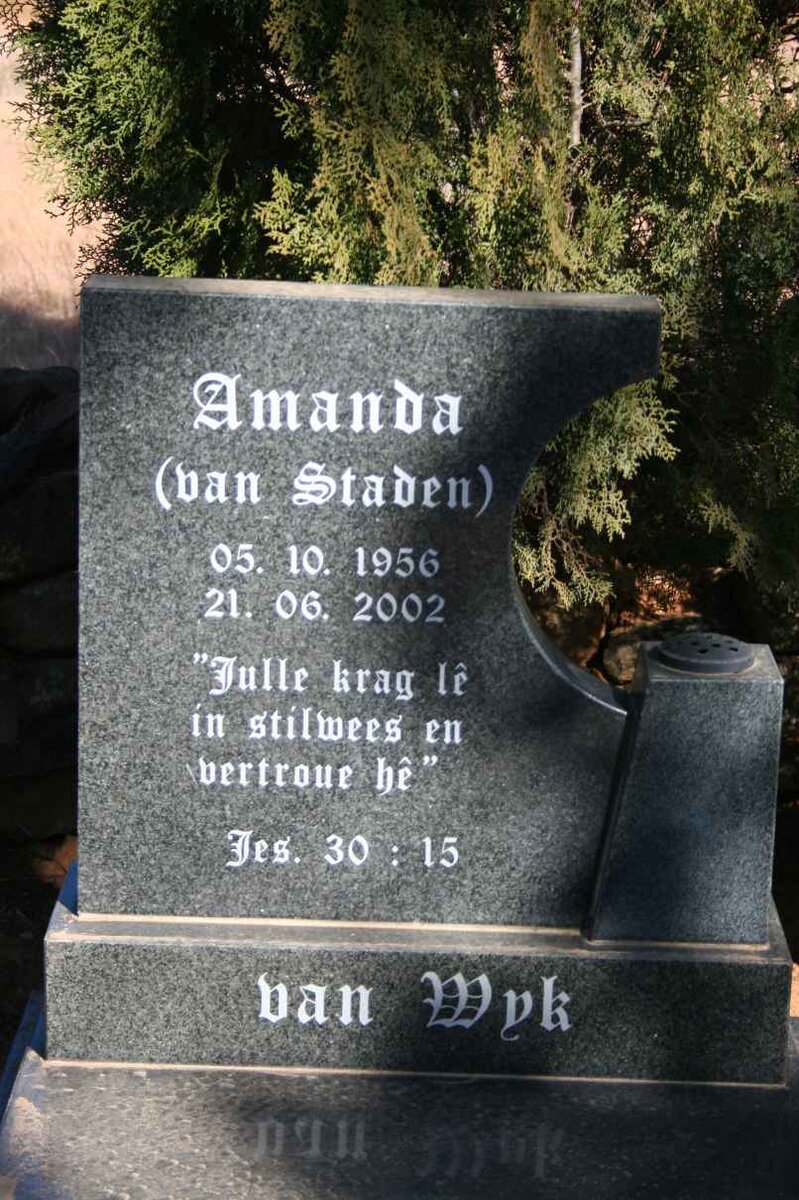 Amanda
(van Staden)
05. 10. 1956
21. 06. 2002
"Julle krag lê
in stilwees en
vertroue hê"
Jes. 30 : 15
van Wyk